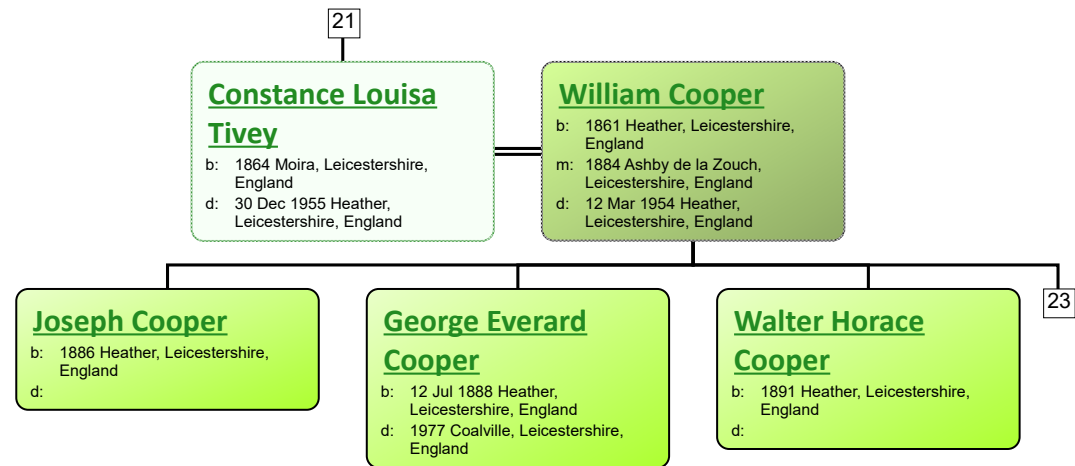 21
Constance Louisa
Tivey
b: 1864 Moira, Leicestershire,
England
d: 30 Dec 1955 Heather,
Leicestershire, England
William Cooper
b: 1861 Heather, Leicestershire,
England
m: 1884 Ashby de la Zouch,
Leicestershire, England
d: 12 Mar 1954 Heather,
Leicestershire, England
Joseph Cooper
b: 1886 Heather, Leicestershire,
England
d:
George Everard
Cooper
b: 12 Jul 1888 Heather,
Leicestershire, England
d: 1977 Coalville, Leicestershire,
England
Walter Horace
Cooper
b: 1891 Heather, Leicestershire,
England
d:
23